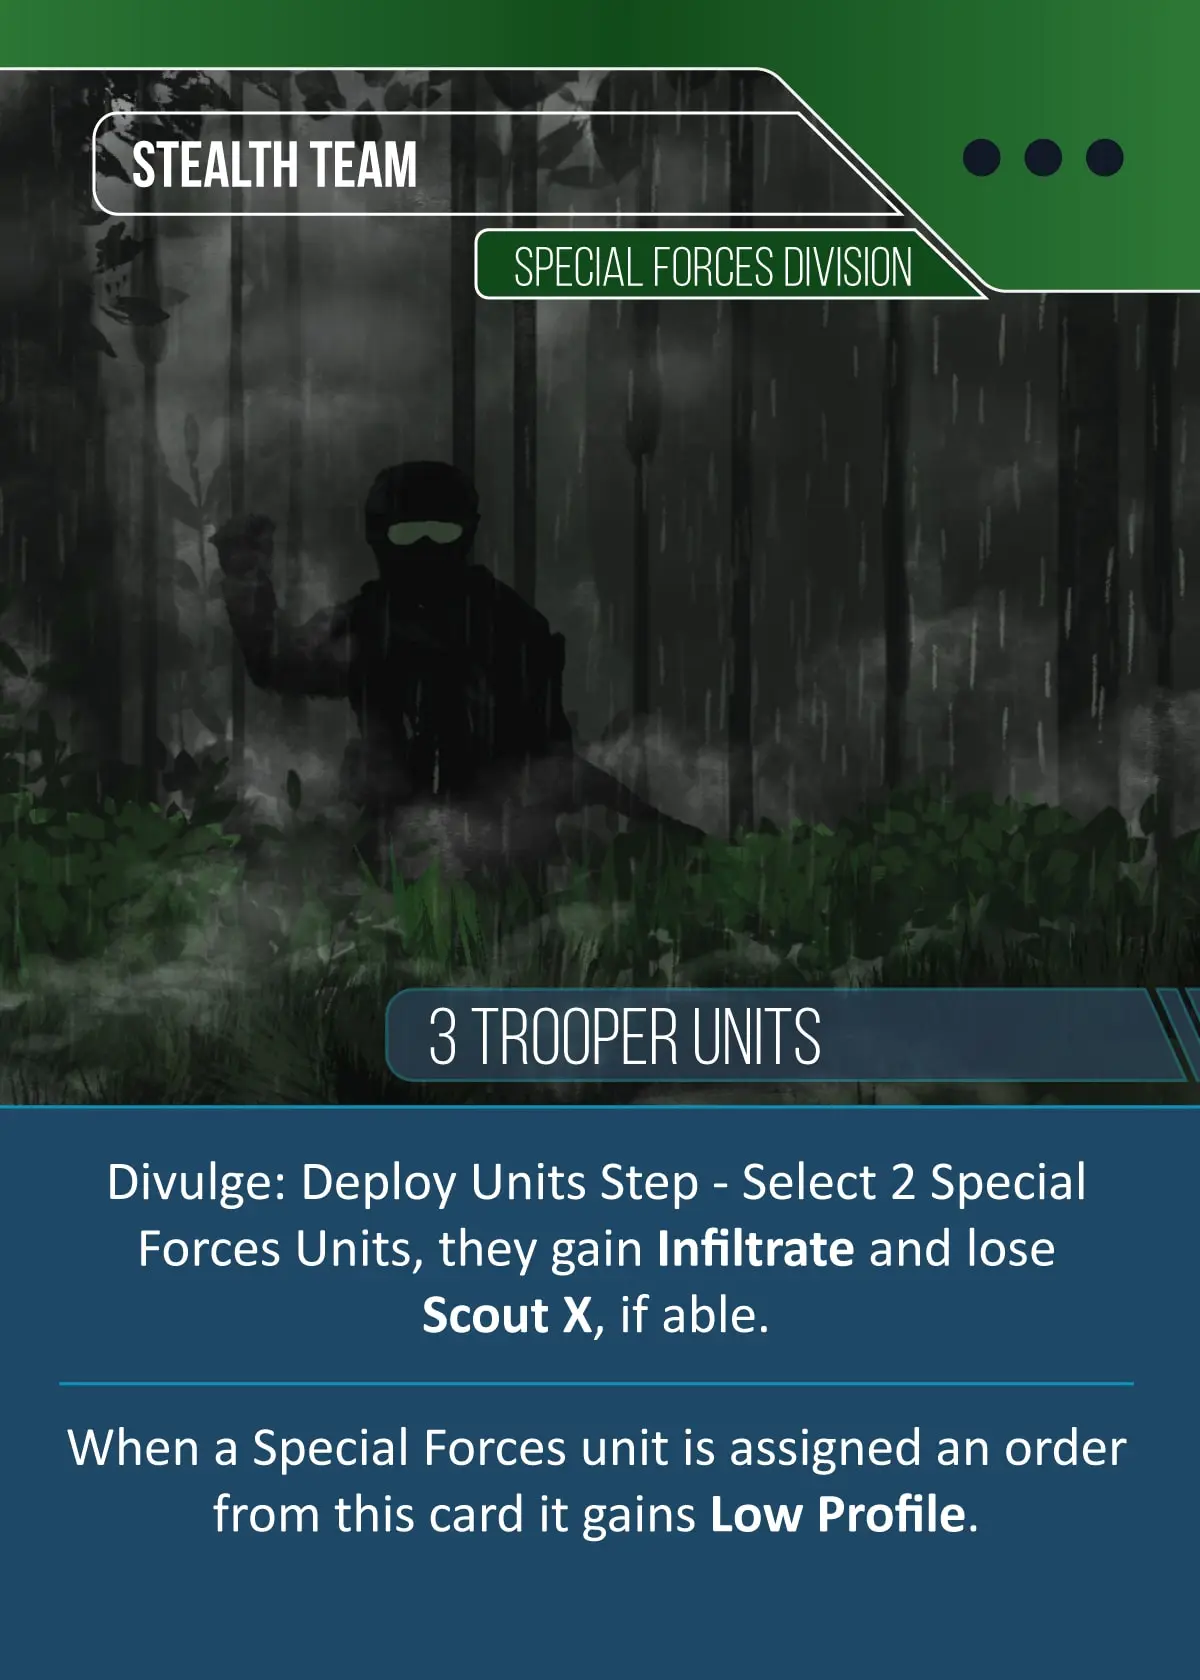 STEALTH TEAM
SPECIAL FORCES DIVISION
3 TROOPER UNITS
Divulge: Deploy Units Step - Select 2 Special
Forces Units, they gain Infiltrate and lose
Scout X, if able.
When a Special Forces unit is assigned an order
from this card it gains Low Profile.